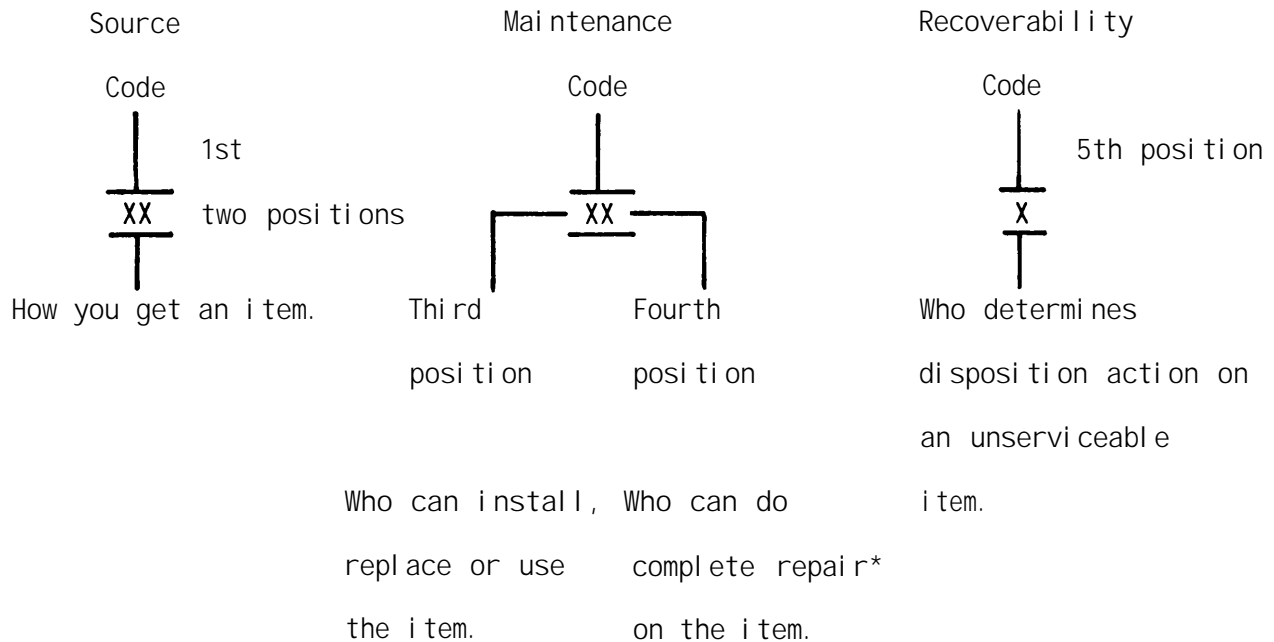 Source Maintenance Recoverability
Code Code Code
1st 5th position
XX two positions XX X
How you get an item. Third Fourth Who determines
position position disposition action on
an unserviceable
Who can install, Who can do item.
replace or use complete repair*
the item. on the item.